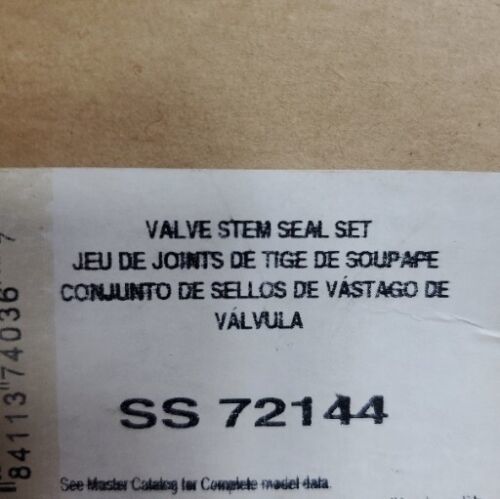 VALVE STEM SEAL SET
JEU DE JOINTS DE TIGE DE SOUPAPE
CONJUNTO DE SELLOS DE VÁSTAGO DE
VÁLVULA
SS 72144
See Master Catalog for Complete model data.
84113 74036 7